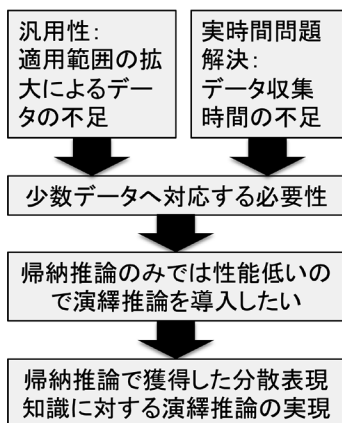 汎用性:
適用範囲の拡
大によるデー
タの不足
実時間問題
解決:
データ収集
時間の不足
少数データへ対応する必要性
帰納推論のみでは性能低いの
で演繹推論を導入したい
帰納推論で獲得した分散表現
知識に対する演繹推論の実現